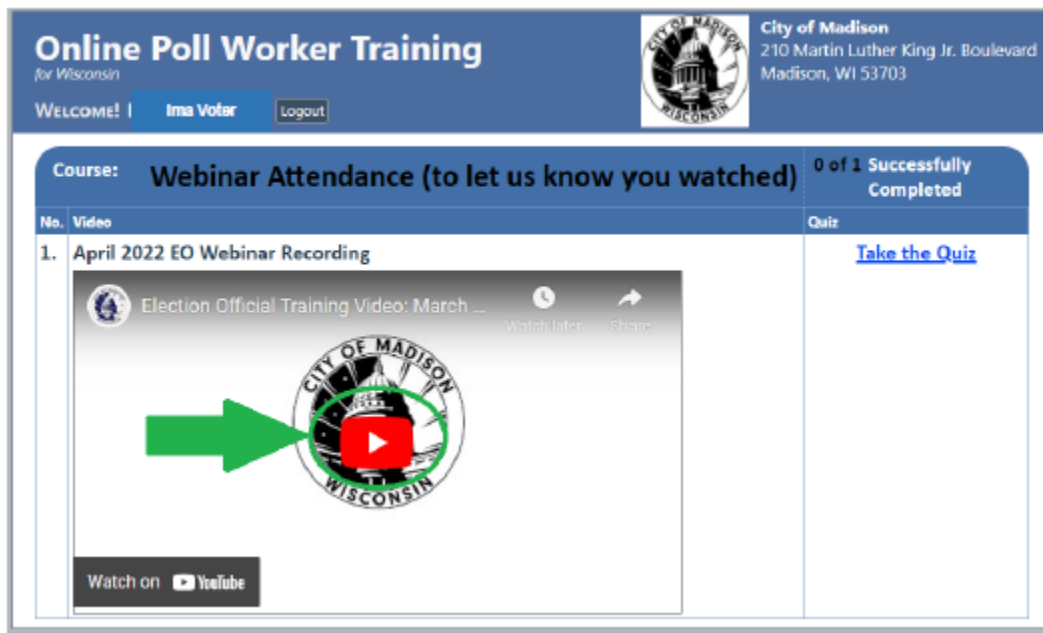 Online Poll Worker Training
for Wisconsin
WELCOME! Ima Voter Logout
CITY OF MADISON
WISCONSIN
City of Madison
210 Martin Luther King Jr. Boulevard
Madison, WI 53703
Course: Webinar Attendance (to let us know you watched)
0 of 1 Successfully
Completed
No. Video Quiz
1. April 2022 EO Webinar Recording Take the Quiz
Election Official Training Video: March ...
Watch later Share
CITY OF MADISON
WISCONSIN
Watch on YouTube